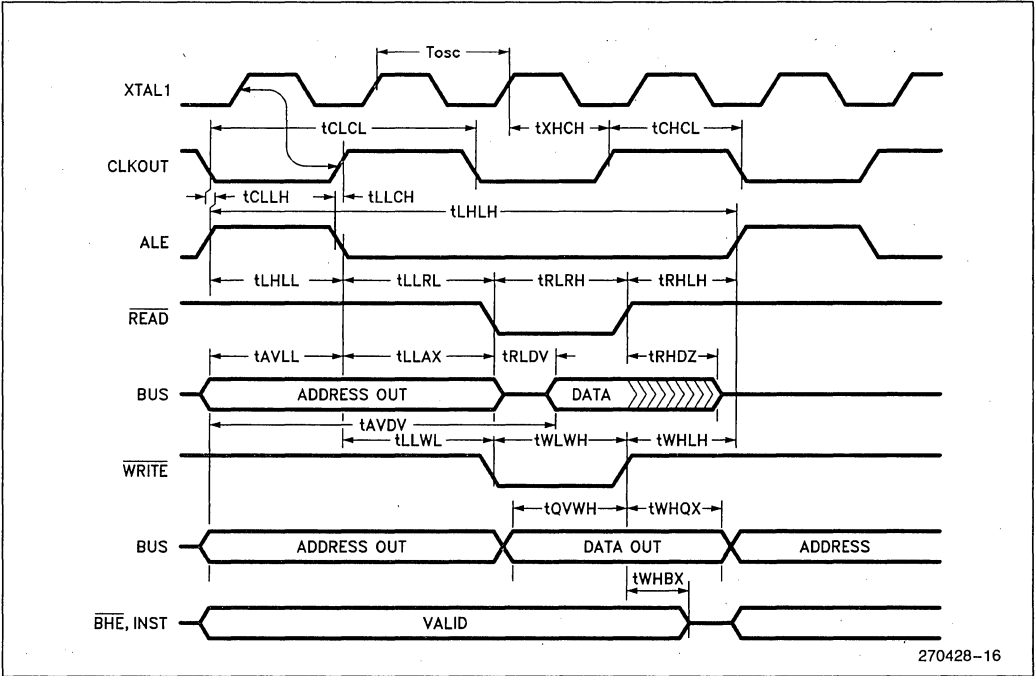 Tosc
XTAL1
tCLCL
tXHCH
tCHCL
CLKOUT
tCLLH
tLLCH
tLHLH
ALE
tLHLL
tLLRL
tRLRH
tRHLH
READ
tAVLL
tLLAX
tRLDV
tRHDZ
BUS
ADDRESS OUT
DATA
tAVDV
tLLWL
tWLWH
tWHLH
WRITE
tQVWH
tWHQX
BUS
ADDRESS OUT
DATA OUT
ADDRESS
tWHBX
BHE, INST
VALID
270428-16